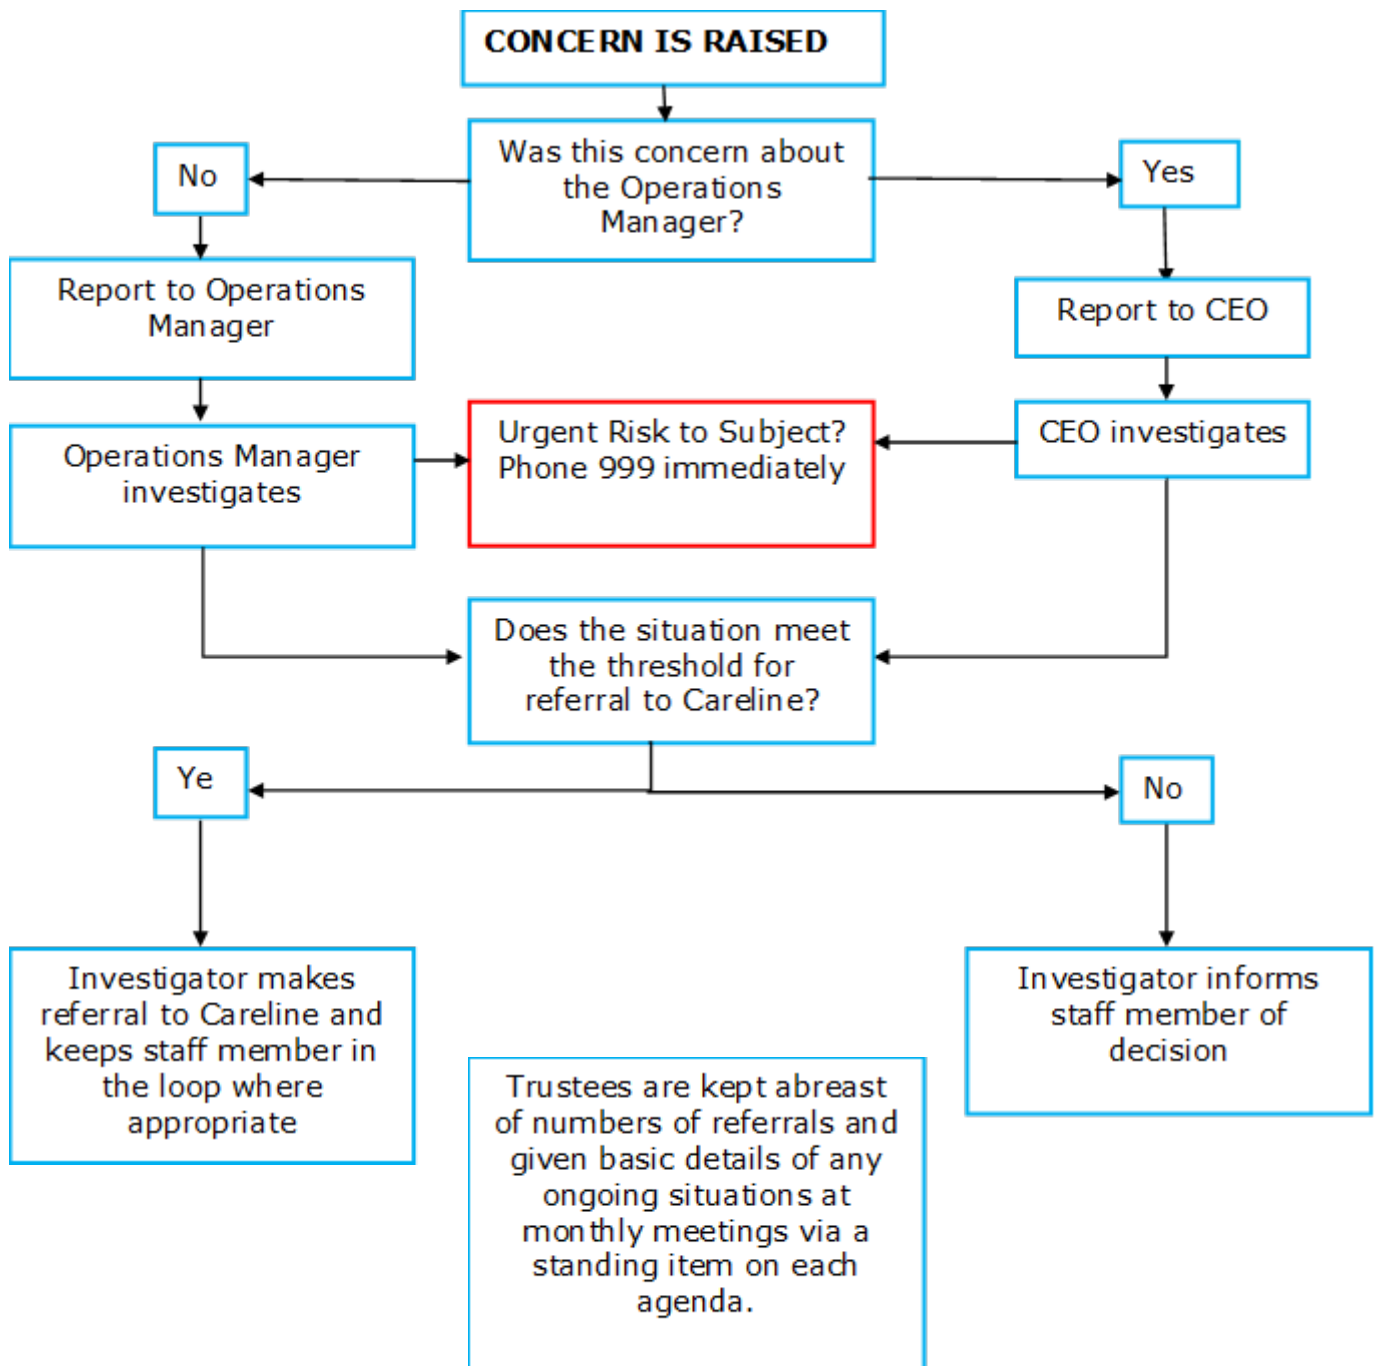 CONCERN IS RAISED
Was this concern about
the Operations
Manager?
No
Yes
Report to Operations
Manager
Report to CEO
Operations Manager
investigates
Urgent Risk to Subject?
Phone 999 immediately
CEO investigates
Does the situation meet
the threshold for
referral to Careline?
Ye
No
Investigator makes
referral to Careline and
keeps staff member in
the loop where
appropriate
Investigator informs
staff member of
decision
Trustees are kept abreast
of numbers of referrals and
given basic details of any
ongoing situations at
monthly meetings via a
standing item on each
agenda.